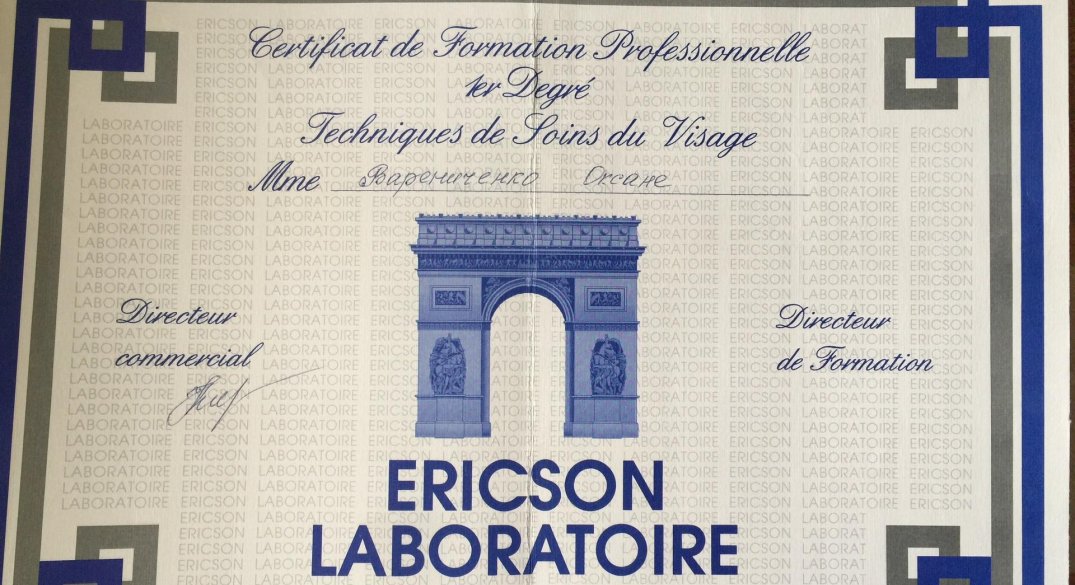 Certificat de Formation Professionnelle
1er Degré
Techniques de Soins du Visage
Mme Варениченко Оксане
Directeur
commercial
Directeur
de Formation
ERICSON
LABORATOIRE